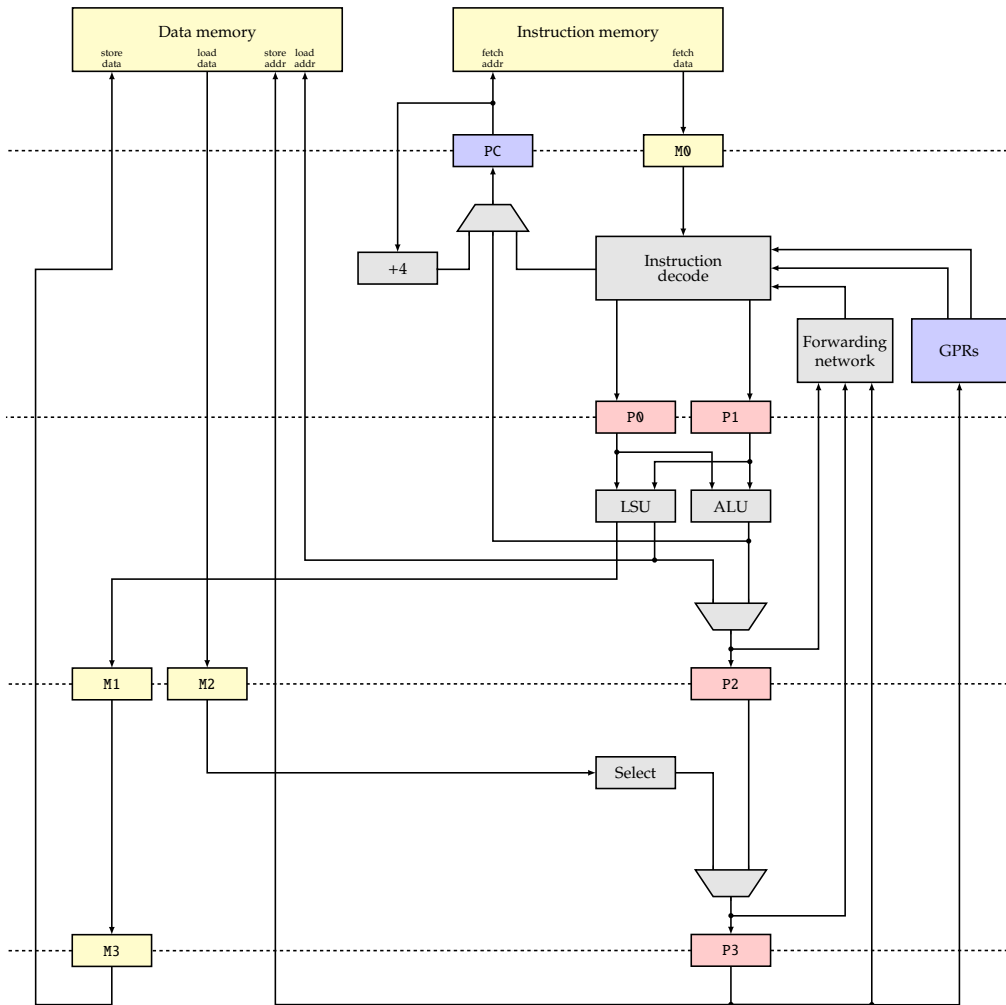 Data memory
store
data
load
data
store
addr
load
addr
Instruction memory
fetch
addr
fetch
data
PC
M0
+4
Instruction
decode
Forwarding
network
GPRs
P0
P1
LSU
ALU
M1
M2
P2
Select
M3
P3